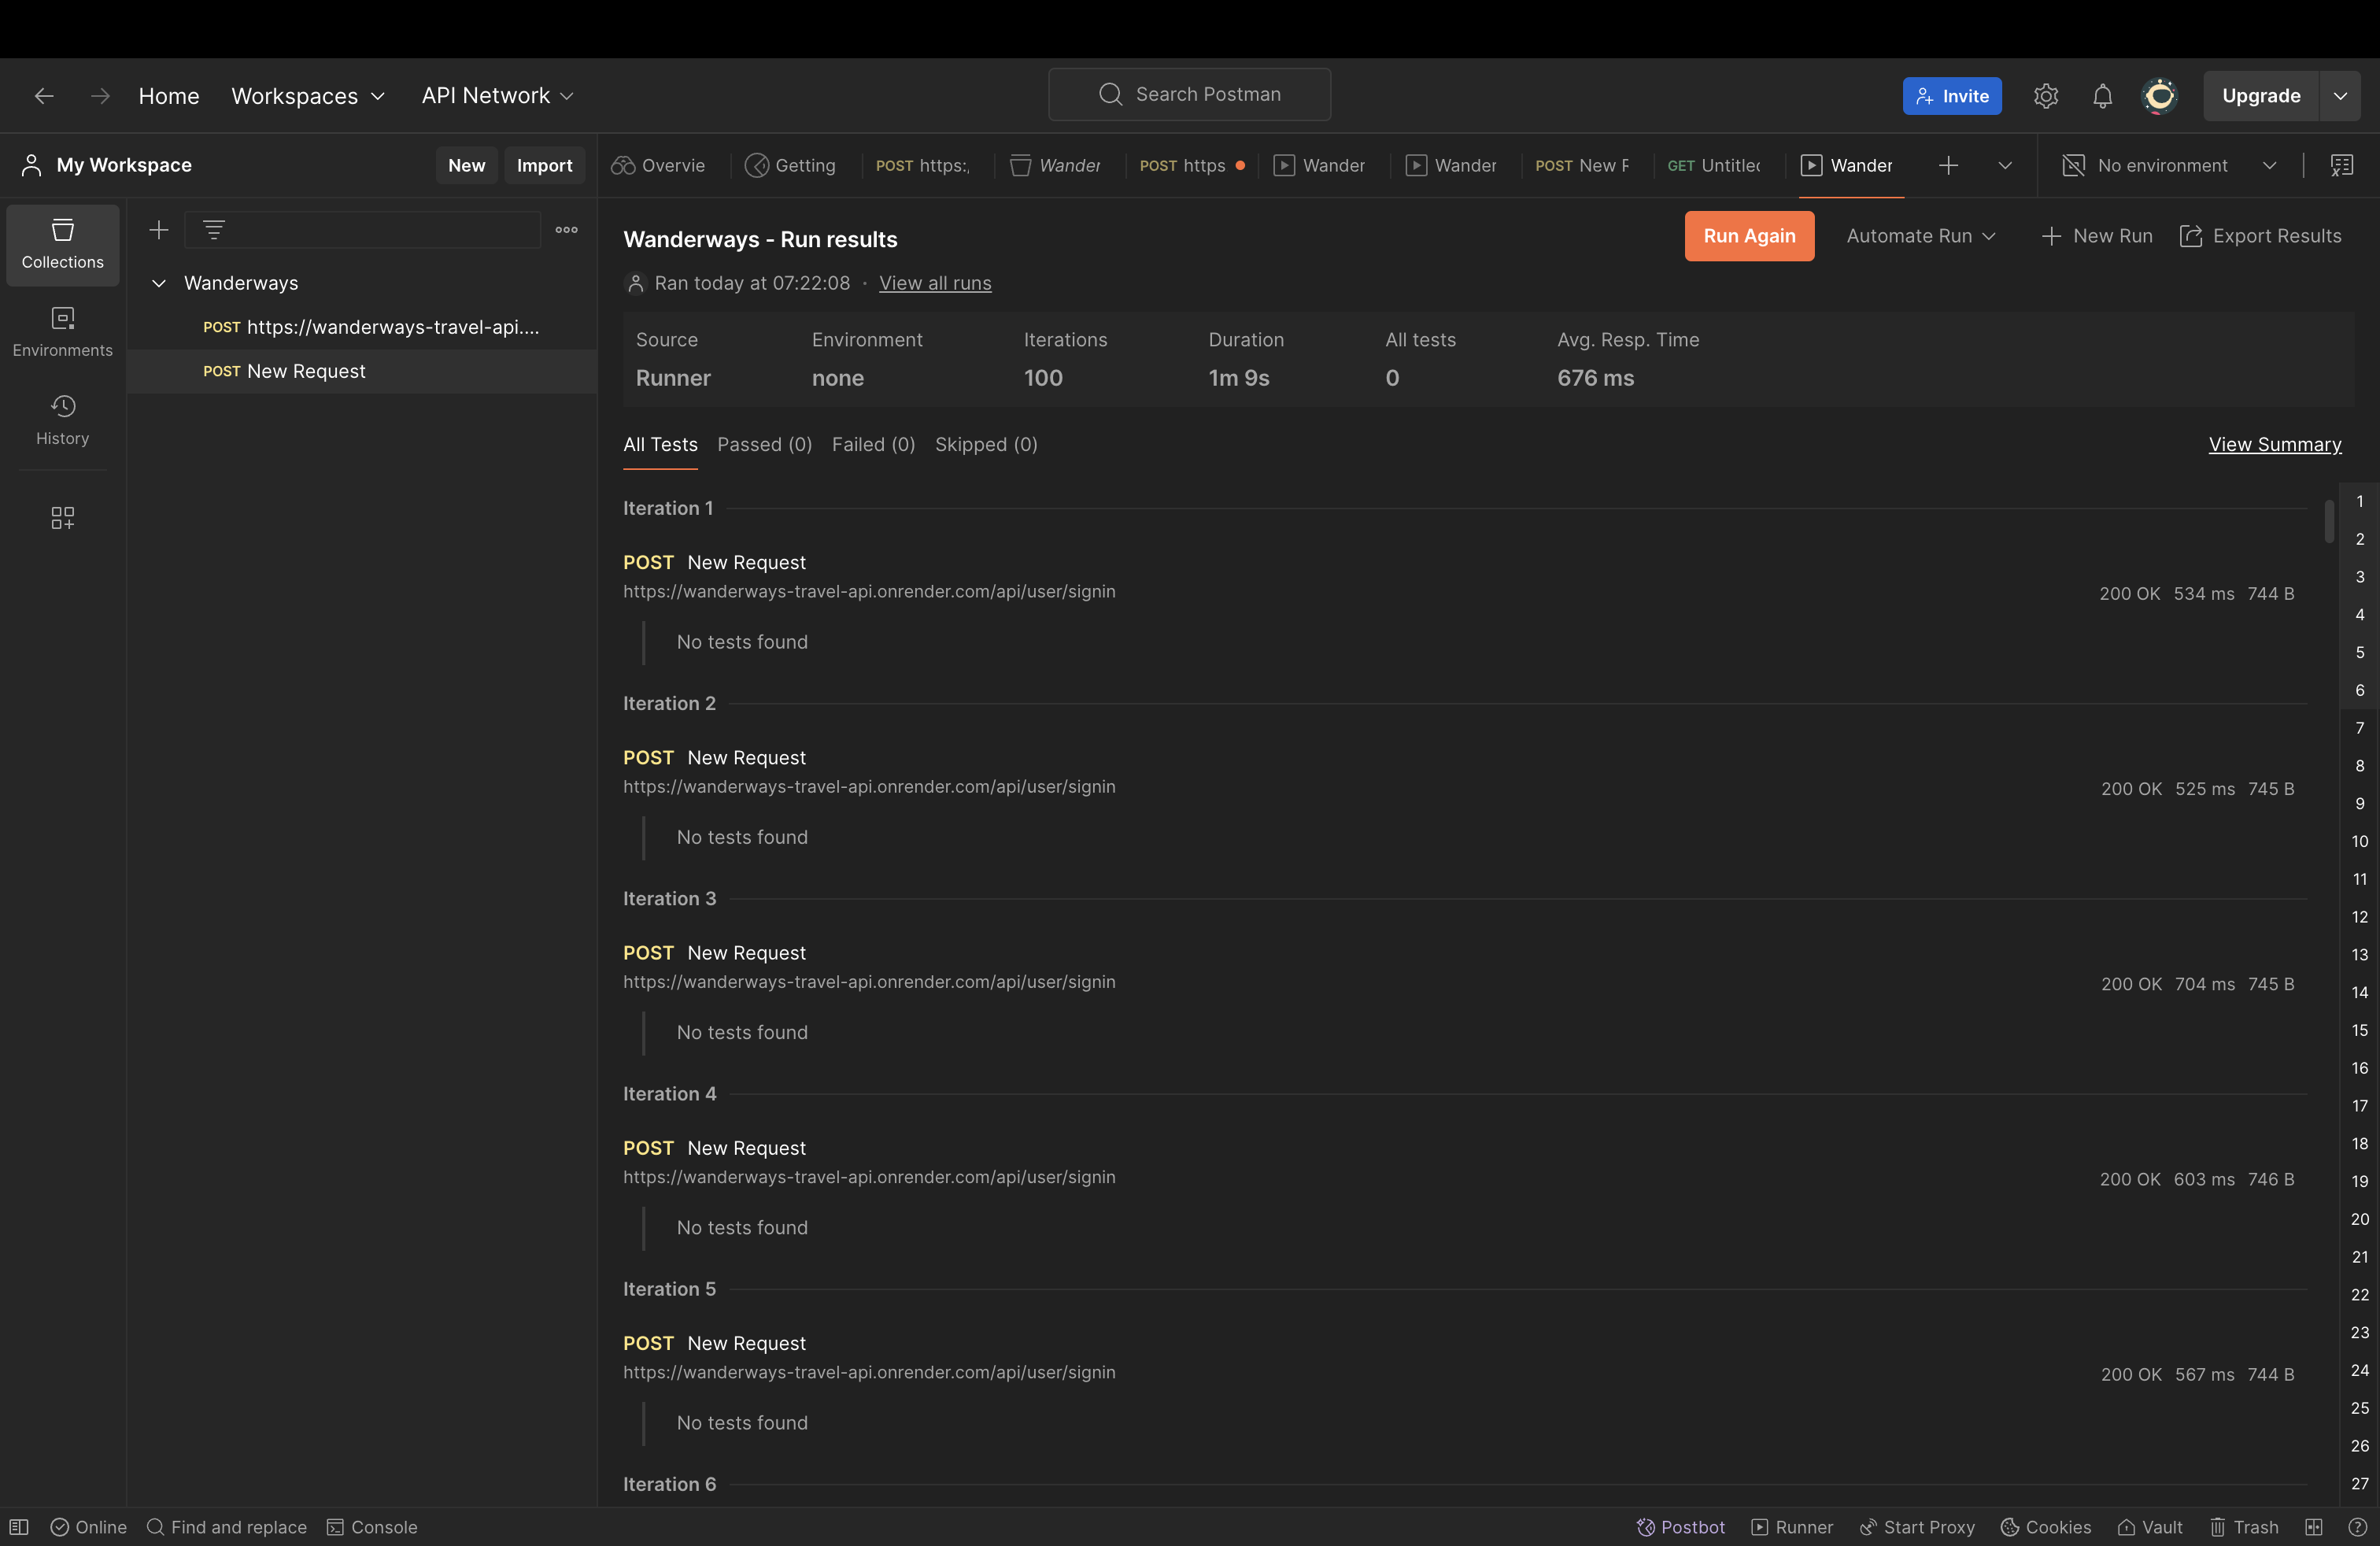 Home Workspaces API Network Search Postman Invite Upgrade
My Workspace New Import Overvie Getting POST https:, Wander POST https Wander Wander POST New F GET Untitled Wander No environment
Collections
Environments
History
Wanderways
POST https://wanderways-travel-api....
POST New Request
Wanderways - Run results Run Again Automate Run New Run Export Results
Ran today at 07:22:08 · View all runs
Source Environment Iterations Duration All tests Avg. Resp. Time
Runner none 100 1m 9s 0 676 ms
All Tests Passed (0) Failed (0) Skipped (0) View Summary
Iteration 1
POST New Request
https://wanderways-travel-api.onrender.com/api/user/signin 200 OK 534 ms 744 B
No tests found
Iteration 2
POST New Request
https://wanderways-travel-api.onrender.com/api/user/signin 200 OK 525 ms 745 B
No tests found
Iteration 3
POST New Request
https://wanderways-travel-api.onrender.com/api/user/signin 200 OK 704 ms 745 B
No tests found
Iteration 4
POST New Request
https://wanderways-travel-api.onrender.com/api/user/signin 200 OK 603 ms 746 B
No tests found
Iteration 5
POST New Request
https://wanderways-travel-api.onrender.com/api/user/signin 200 OK 567 ms 744 B
No tests found
Iteration 6
1
2
3
4
5
6
7
8
9
10
11
12
13
14
15
16
17
18
19
20
21
22
23
24
25
26
27
Online Find and replace Console Postbot Runner Start Proxy Cookies Vault Trash